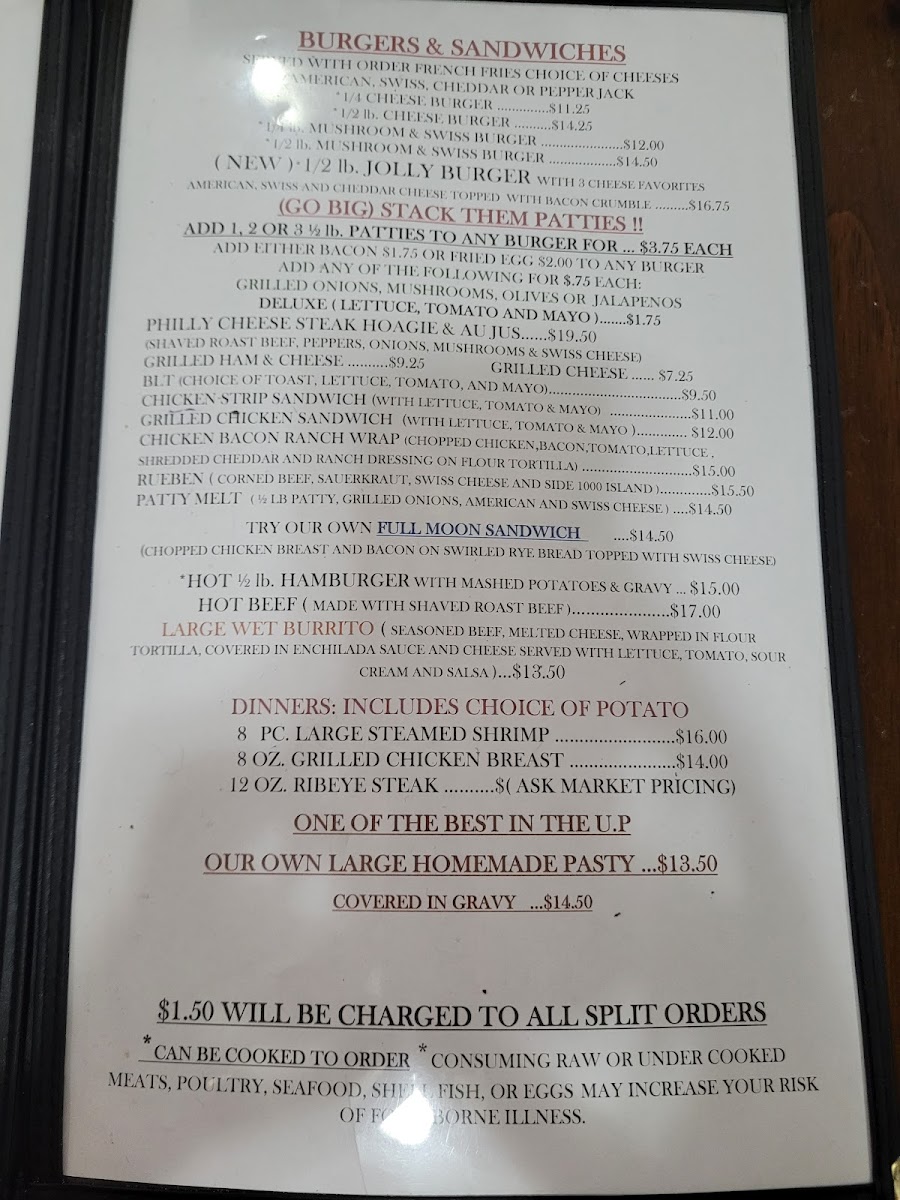 BURGERS & SANDWICHES
WITH ORDER FRENCH FRIES CHOICE OF CHEESES
AMERICAN, SWISS, CHEDDAR OR PEPPER JACK
*1/4 CHEESE BURGER ..............$11.25
*1/2 lb. CHEESE BURGER ..........$14.25
*1/4 lb. MUSHROOM & SWISS BURGER ......................$12.00
*1/2 lb. MUSHROOM & SWISS BURGER ..................$14.50
( NEW )*1/2 lb. JOLLY BURGER WITH 3 CHEESE FAVORITES
AMERICAN, SWISS AND CHEDDAR CHEESE TOPPED WITH BACON CRUMBLE .........$16.75
(GO BIG) STACK THEM PATTIES !!
ADD 1, 2 OR 3 ½ lb. PATTIES TO ANY BURGER FOR ... $3.75 EACH
ADD EITHER BACON $1.75 OR FRIED EGG $2.00 TO ANY BURGER
ADD ANY OF THE FOLLOWING FOR $.75 EACH:
GRILLED ONIONS, MUSHROOMS, OLIVES OR JALAPENOS
DELUXE ( LETTUCE, TOMATO AND MAYO ).......$1.75
PHILLY CHEESE STEAK HOAGIE & AU JUS......$19.50
(SHAVED ROAST BEEF, PEPPERS, ONIONS, MUSHROOMS & SWISS CHEESE)
GRILLED HAM & CHEESE ..........$9.25 GRILLED CHEESE ...... $7.25
BLT (CHOICE OF TOAST, LETTUCE, TOMATO, AND MAYO)..................................$9.50
CHICKEN STRIP SANDWICH (WITH LETTUCE, TOMATO & MAYO) .....................$11.00
GRILLED CHICKEN SANDWICH (WITH LETTUCE, TOMATO & MAYO )............. $12.00
CHICKEN BACON RANCH WRAP (CHOPPED CHICKEN,BACON,TOMATO,LETTUCE ,
SHREDDED CHEDDAR AND RANCH DRESSING ON FLOUR TORTILLA) ............................$15.00
RUEBEN ( CORNED BEEF, SAUERKRAUT, SWISS CHEESE AND SIDE 1000 ISLAND ).............$15.50
PATTY MELT ( ½ LB PATTY, GRILLED ONIONS, AMERICAN AND SWISS CHEESE ) ....$14.50
TRY OUR OWN FULL MOON SANDWICH ....$14.50
(CHOPPED CHICKEN BREAST AND BACON ON SWIRLED RYE BREAD TOPPED WITH SWISS CHEESE)
*HOT ½ lb. HAMBURGER WITH MASHED POTATOES & GRAVY ... $15.00
HOT BEEF ( MADE WITH SHAVED ROAST BEEF )....................$17.00
LARGE WET BURRITO ( SEASONED BEEF, MELTED CHEESE, WRAPPED IN FLOUR
TORTILLA, COVERED IN ENCHILADA SAUCE AND CHEESE SERVED WITH LETTUCE, TOMATO, SOUR
CREAM AND SALSA )...$13.50
DINNERS: INCLUDES CHOICE OF POTATO
8 PC. LARGE STEAMED SHRIMP .........................$16.00
8 OZ. GRILLED CHICKEN BREAST ......................$14.00
12 OZ. RIBEYE STEAK ..........$( ASK MARKET PRICING)
ONE OF THE BEST IN THE U.P
OUR OWN LARGE HOMEMADE PASTY ...$13.50
COVERED IN GRAVY ...$14.50
$1.50 WILL BE CHARGED TO ALL SPLIT ORDERS
*CAN BE COOKED TO ORDER *CONSUMING RAW OR UNDER COOKED
MEATS, POULTRY, SEAFOOD, FISH, OR EGGS MAY INCREASE YOUR RISK
OF ILLNESS.